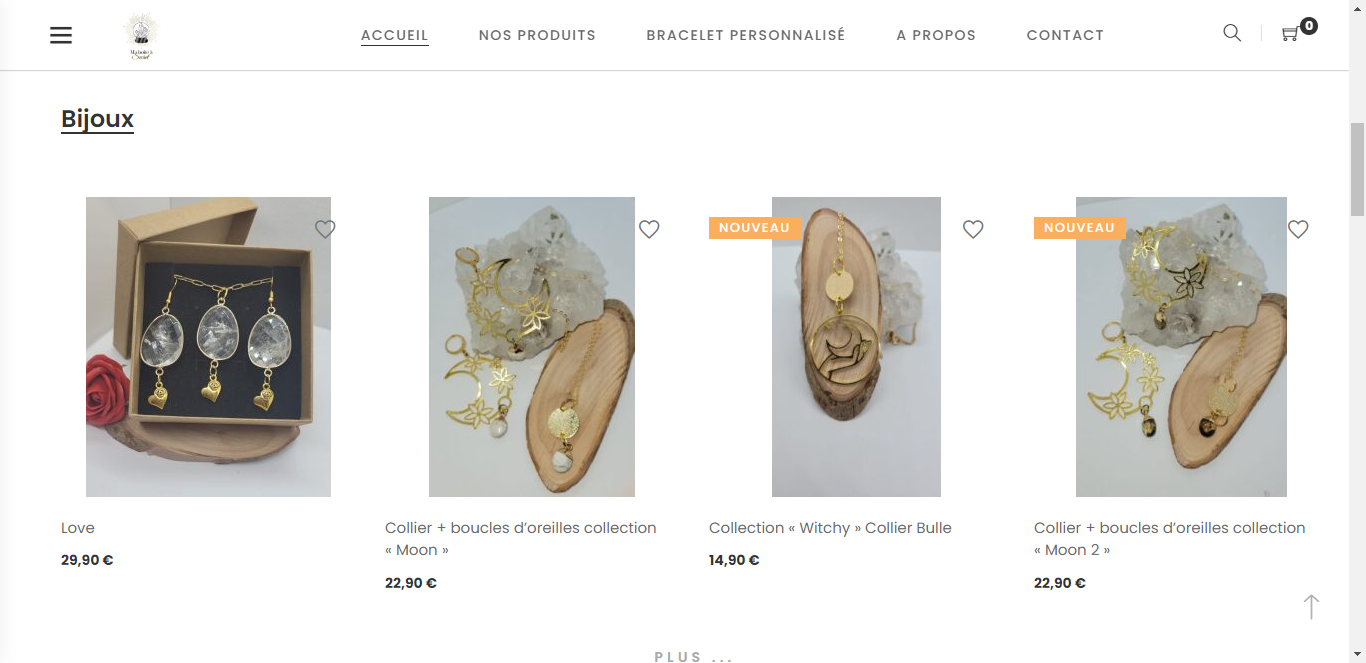 ACCUEIL
NOS PRODUITS
BRACELET PERSONNALISÉ
A PROPOS
CONTACT
0
Bijoux
NOUVEAU
NOUVEAU
Love
29,90 €
Collier + boucles d’oreilles collection
« Moon »
22,90 €
Collection « Witchy » Collier Bulle
14,90 €
Collier + boucles d’oreilles collection
« Moon 2 »
22,90 €
PLUS ...